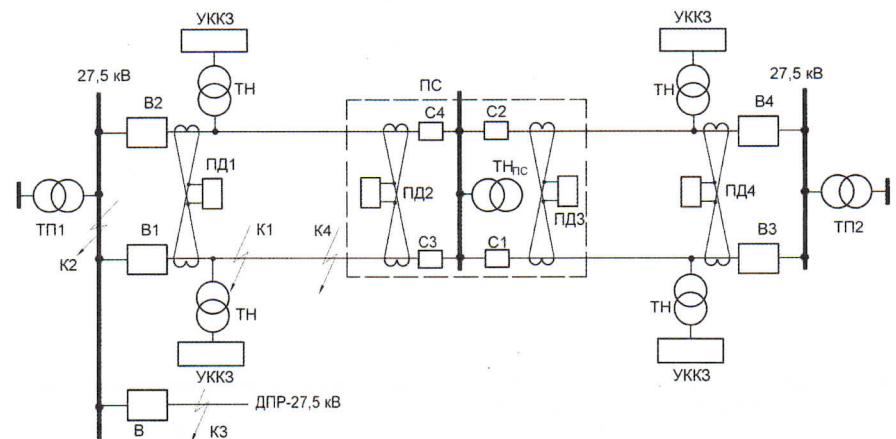 УККЗ
УККЗ
27,5 кВ
ТН
ПС
ТН
27,5 кВ
В2
С4
С2
В4
ПД1
ПД2
ТНПС
ПД3
ПД4
ТП1
ТП2
В1
К1
К4
С3
С1
В3
К2
ТН
ТН
УККЗ
УККЗ
ДПР-27,5 кВ
В
К3